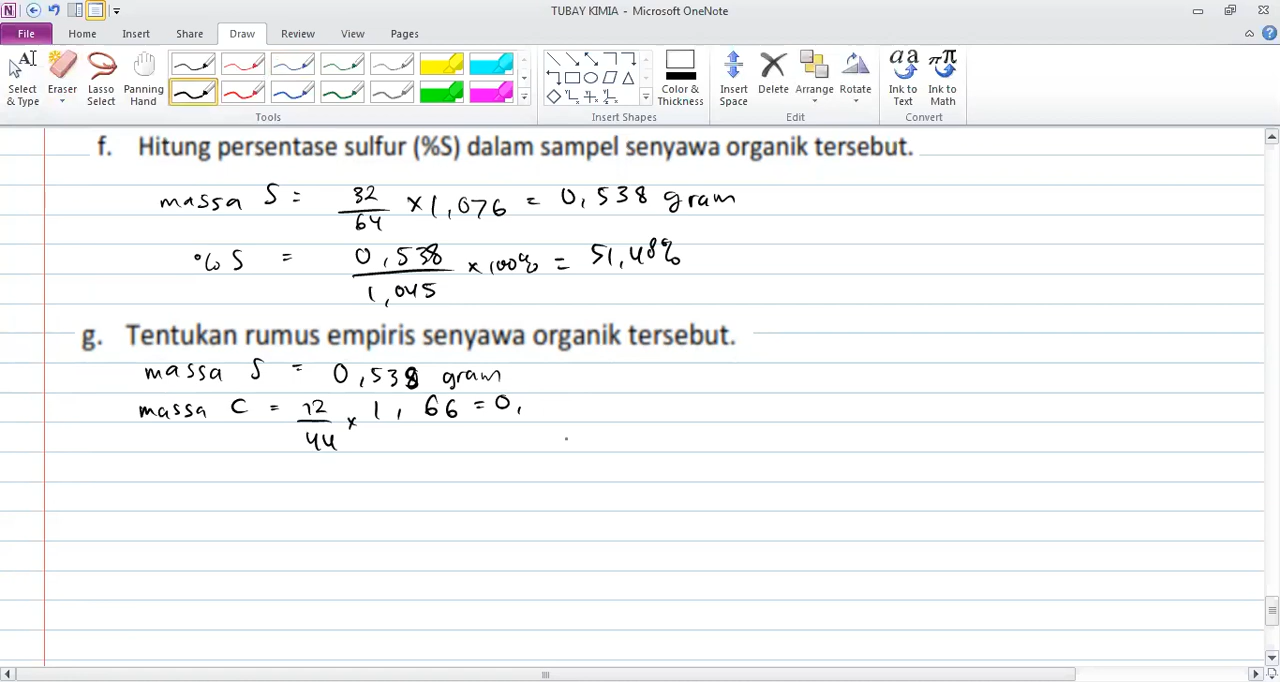 TUBAY KIMIA - Microsoft OneNote
File Home Insert Share Draw Review View Pages
Select & Type Eraser Lasso Select Panning Hand Color & Thickness Insert Space Delete Arrange Rotate Ink to Text Ink to Math
Tools Insert Shapes Edit Convert
f. Hitung persentase sulfur (%S) dalam sampel senyawa organik tersebut.
massa S = 32/64 × 1,076 = 0,538 gram
% S = 0,538/1,045 × 100% = 51,48%
g. Tentukan rumus empiris senyawa organik tersebut.
massa S = 0,538 gram
massa C = 12/44 × 1,66 = 0,